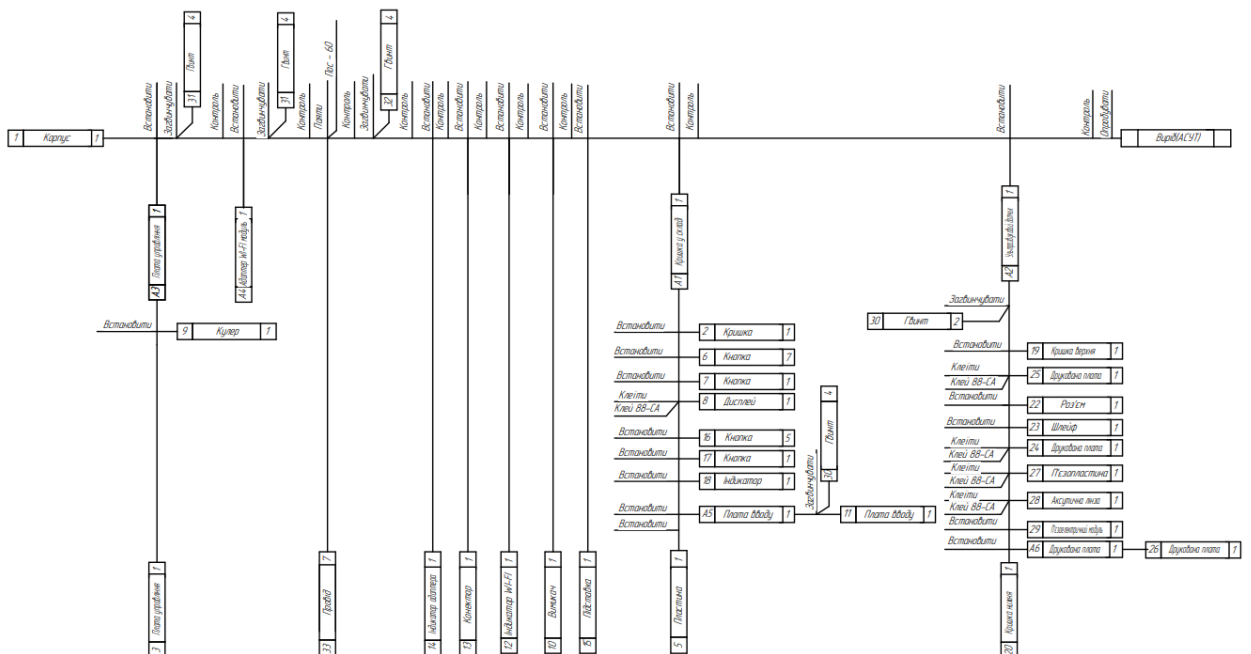 1 Корпус 1
Встановити
Загвинчувати
31 Гвинт 4
Контроль
Встановити
Загвинчувати
31 Гвинт 4
Контроль
Паяти
Пос - 60
Контроль
Загвинчувати
32 Гвинт 4
Контроль
Встановити
Контроль
Встановити
Контроль
Встановити
Контроль
Встановити
Контроль
Встановити
Встановити
Контроль
Встановити
Контроль
Опробувати
Виріб(АСУТ)
А3 Плата управління 1
А4 Адаптер WI-FI модуль 1
А1 Кришка у складі 1
А2 1
Встановити
9 Кулер 1
Встановити
2 Кришка 1
Встановити
6 Кнопка 7
Встановити
7 Кнопка 1
Клеїти
Клей 88-СА
8 Дисплей 1
Встановити
16 Кнопка 5
Встановити
17 Кнопка 1
Встановити
18 Індикатор 1
Встановити
А5 Плата вводу 1
Загвинчувати
30 Гвинт 4
11 Плата вводу 1
Встановити
Загвинчувати
30 Гвинт 2
Встановити
19 Кришка верхня 1
Клеїти
Клей 88-СА
25 Друкована плата 1
Встановити
22 Роз'єм 1
Встановити
23 Шлейф 1
Клеїти
Клей 88-СА
24 Друкована плата 1
Клеїти
Клей 88-СА
27 П'єзопластина 1
Клеїти
Клей 88-СА
28 Аксутична лінза 1
Встановити
29 модуль 1
Встановити
А6 Друкована плата 1
26 Друкована плата 1
3 Плата управління 1
33 Провід 7
14 Індикатор адаптера 1
13 Конектор 1
12 Індикатор WI-FI 1
10 Вимикач 1
15 Підставка 1
5 Пластина 1
20 Кришка нижня 1